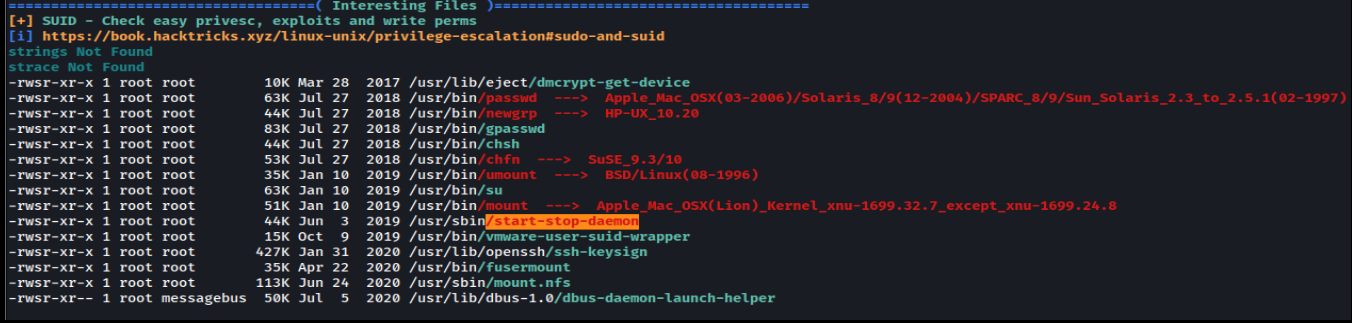 ====================================( Interesting Files )=====================================
[+] SUID - Check easy privesc, exploits and write perms
[i] https://book.hacktricks.xyz/linux-unix/privilege-escalation#sudo-and-suid
strings Not Found
strace Not Found
-rwsr-xr-x 1 root root        10K Mar 28  2017 /usr/lib/eject/dmcrypt-get-device
-rwsr-xr-x 1 root root        63K Jul 27  2018 /usr/bin/passwd  --->  Apple_Mac_OSX(03-2006)/Solaris_8/9(12-2004)/SPARC_8/9/Sun_Solaris_2.3_to_2.5.1(02-1997)
-rwsr-xr-x 1 root root        44K Jul 27  2018 /usr/bin/newgrp  --->  HP-UX_10.20
-rwsr-xr-x 1 root root        83K Jul 27  2018 /usr/bin/gpasswd
-rwsr-xr-x 1 root root        44K Jul 27  2018 /usr/bin/chsh
-rwsr-xr-x 1 root root        53K Jul 27  2018 /usr/bin/chfn  --->  SuSE_9.3/10
-rwsr-xr-x 1 root root        35K Jan 10  2019 /usr/bin/umount  --->  BSD/Linux(08-1996)
-rwsr-xr-x 1 root root        63K Jan 10  2019 /usr/bin/su
-rwsr-xr-x 1 root root        51K Jan 10  2019 /usr/bin/mount  --->  Apple_Mac_OSX(Lion)_Kernel_xnu-1699.32.7_except_xnu-1699.24.8
-rwsr-xr-x 1 root root        44K Jun  3  2019 /usr/sbin/start-stop-daemon
-rwsr-xr-x 1 root root        15K Oct  9  2019 /usr/bin/vmware-user-suid-wrapper
-rwsr-xr-x 1 root root       427K Jan 31  2020 /usr/lib/openssh/ssh-keysign
-rwsr-xr-x 1 root root        35K Apr 22  2020 /usr/bin/fusermount
-rwsr-xr-x 1 root root       113K Jun 24  2020 /usr/sbin/mount.nfs
-rwsr-xr-- 1 root messagebus  50K Jul  5  2020 /usr/lib/dbus-1.0/dbus-daemon-launch-helper